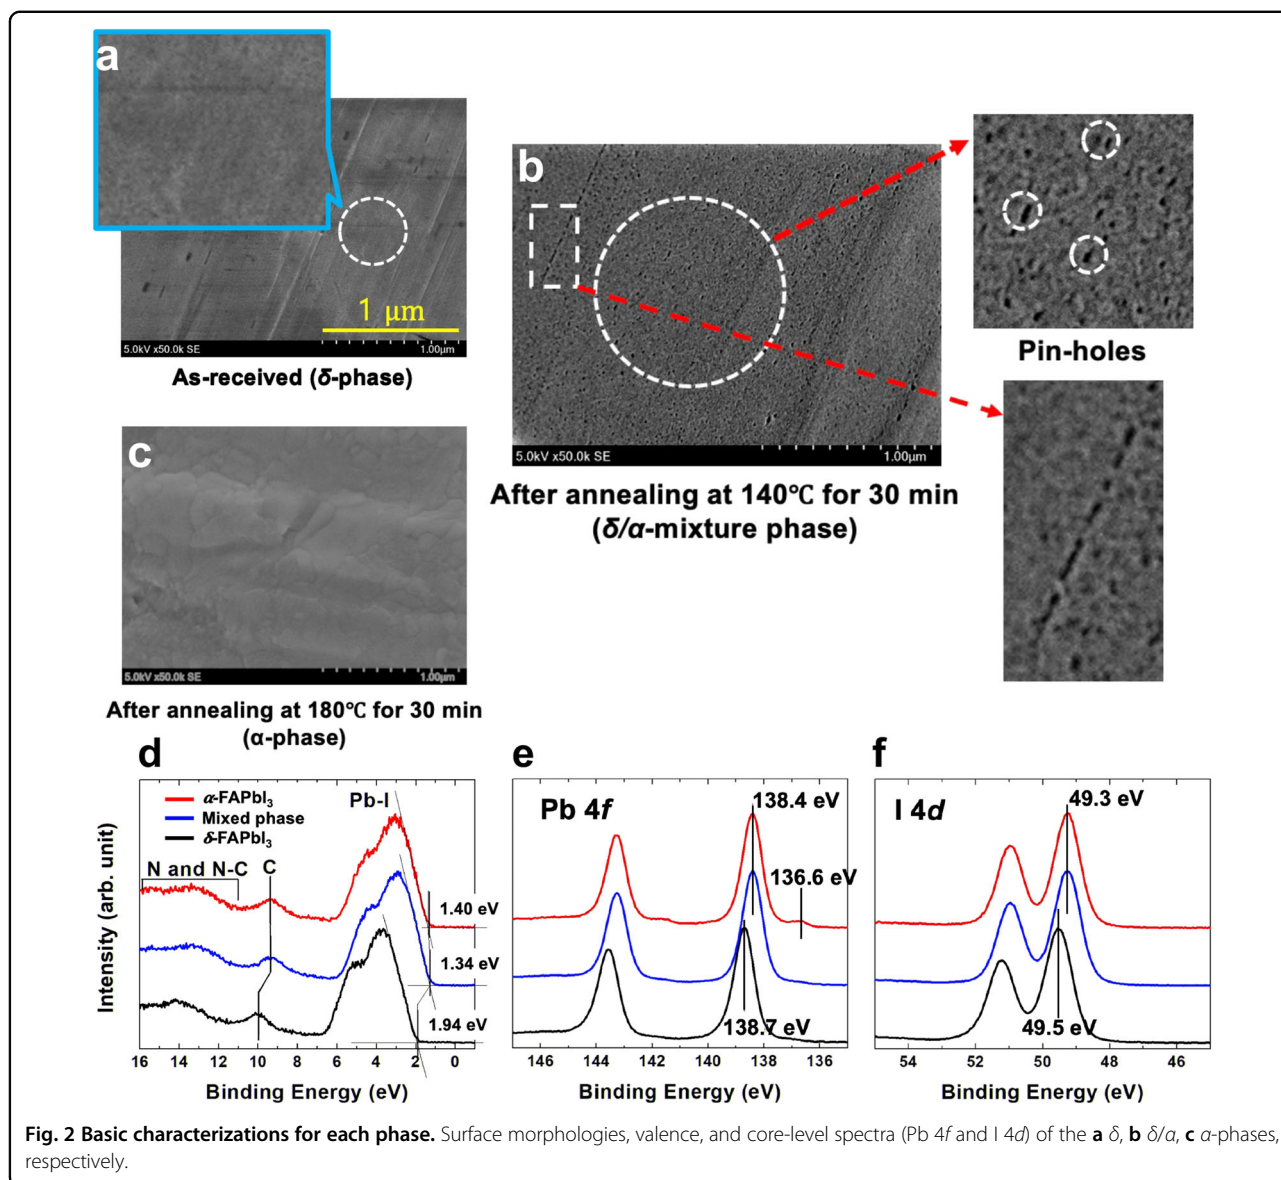 a
1 μm
5.0kV x50.0k SE
1.00μm
As-received (δ-phase)
b
5.0kV x50.0k SE
1.00μm
After annealing at 140℃ for 30 min
(δ/α-mixture phase)
Pin-holes
c
5.0kV x50.0k SE
1.00μm
After annealing at 180℃ for 30 min
(α-phase)
d
α-FAPbI₃
Mixed phase
δ-FAPbI₃
Pb-I
N and N-C
C
1.40 eV
1.34 eV
1.94 eV
Intensity (arb. unit)
16 14 12 10 8 6 4 2 0
Binding Energy (eV)
e
Pb 4f
138.4 eV
136.6 eV
138.7 eV
146 144 142 140 138 136
Binding Energy (eV)
f
I 4d
49.3 eV
49.5 eV
54 52 50 48 46
Binding Energy (eV)
Fig. 2 Basic characterizations for each phase. Surface morphologies, valence, and core-level spectra (Pb 4f and I 4d) of the a δ, b δ/α, c α-phases,
respectively.